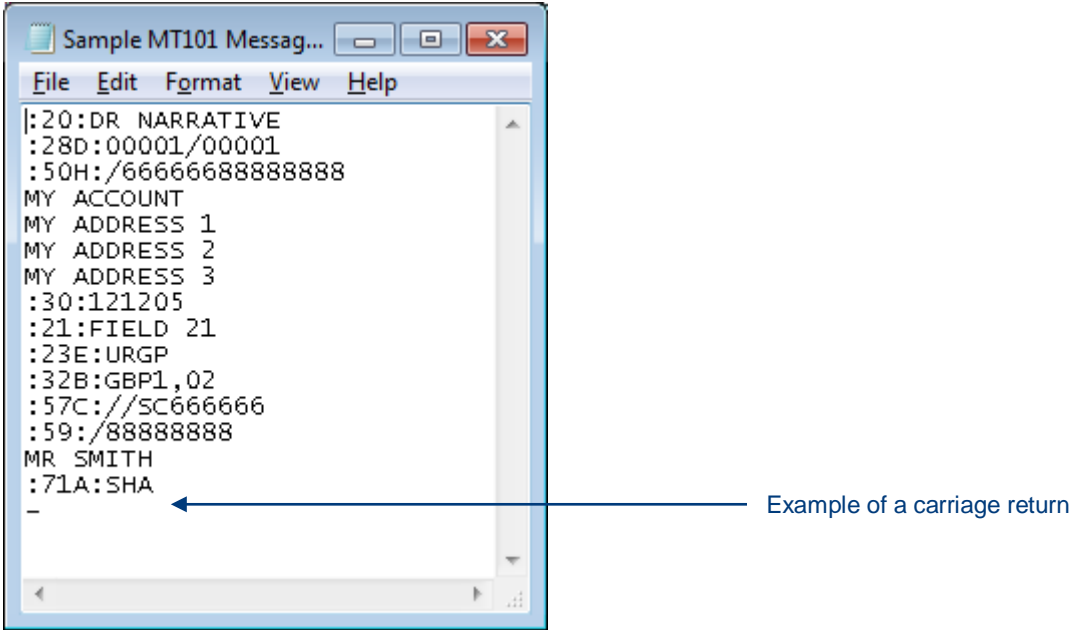 Sample MT101 Messag...
File Edit Format View Help
:20:DR NARRATIVE
:28D:00001/00001
:50H:/66666688888888
MY ACCOUNT
MY ADDRESS 1
MY ADDRESS 2
MY ADDRESS 3
:30:121205
:21:FIELD 21
:23E:URGP
:32B:GBP1,02
:57C://SC666666
:59:/88888888
MR SMITH
:71A:SHA
-
Example of a carriage return